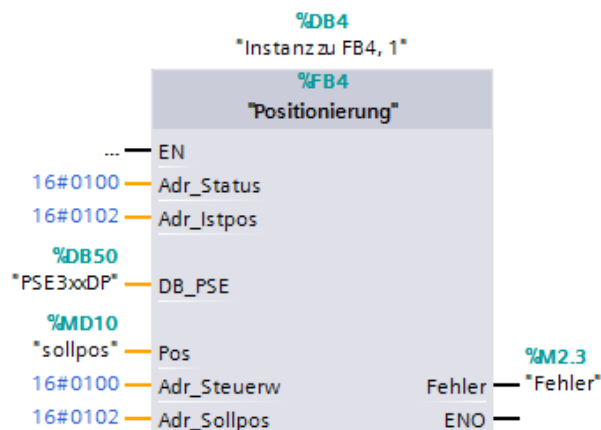 %DB4
"Instanz zu FB4, 1"
%FB4
"Positionierung"
... EN
16#0100 Adr_Status
16#0102 Adr_Istpos
%DB50
"PSE3xxDP" DB_PSE
%MD10
"sollpos" Pos
%M2.3
16#0100 Adr_Steuerw Fehler "Fehler"
16#0102 Adr_Sollpos ENO